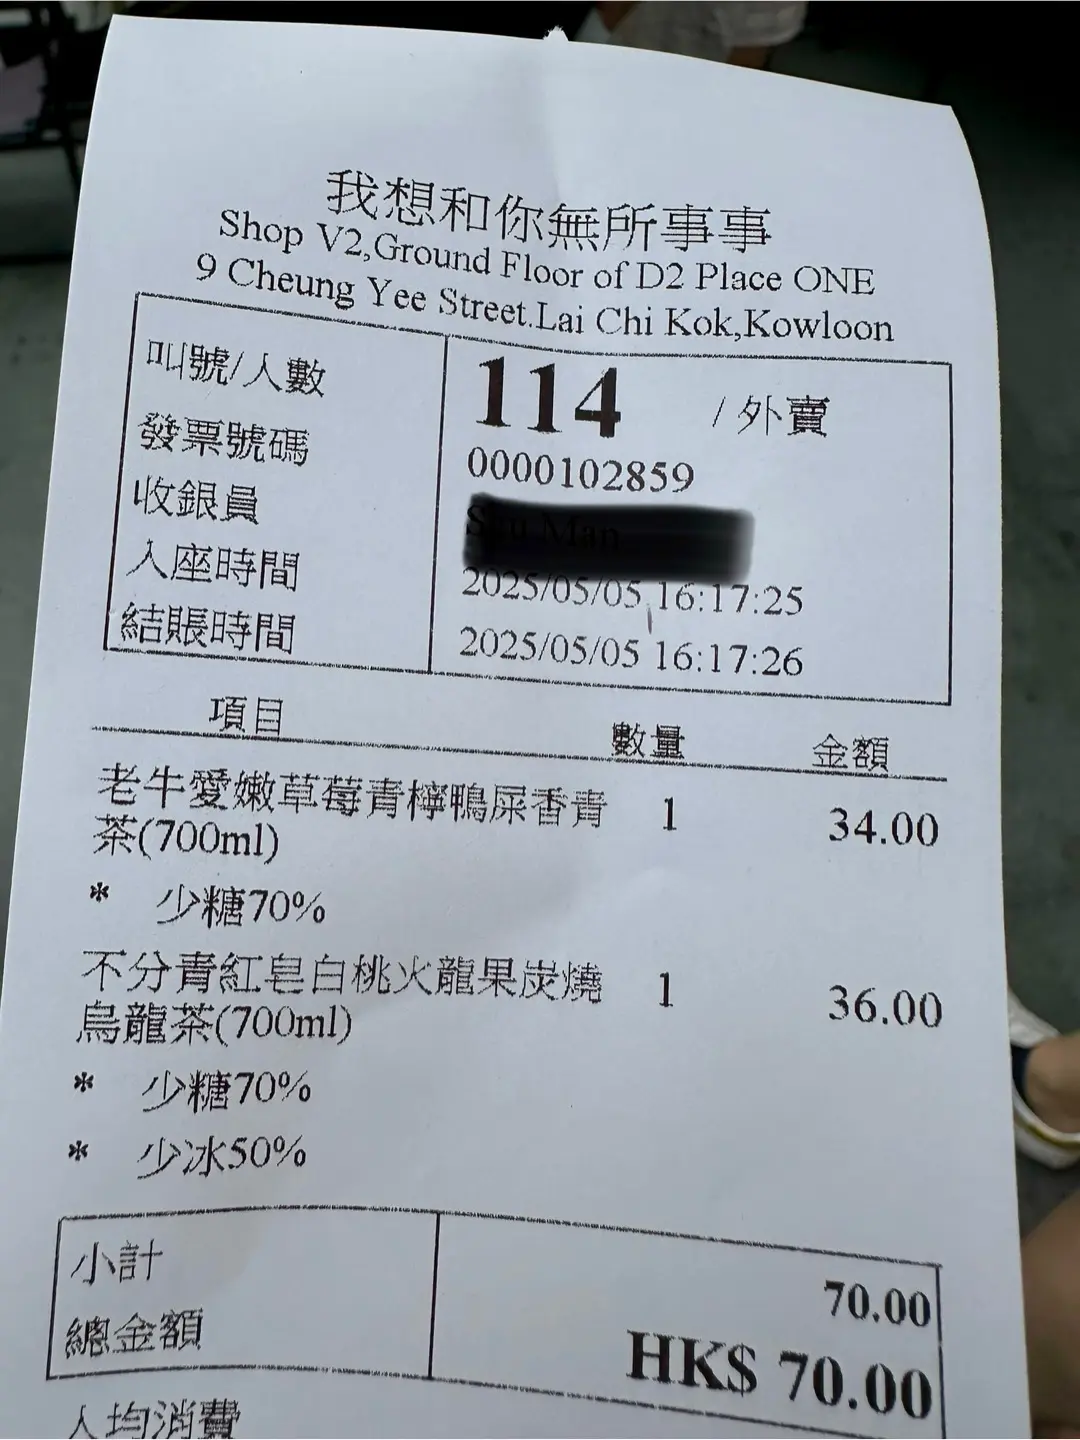 我想和你無所事事
Shop V2,Ground Floor of D2 Place ONE
9 Cheung Yee Street.Lai Chi Kok,Kowloon
叫號/人數 114 /外賣
發票號碼 0000102859
收銀員
入座時間 2025/05/05 16:17:25
結賬時間 2025/05/05 16:17:26
項目 數量 金額
老牛愛嫩草莓青檸鴨屎香青 1 34.00
茶(700ml)
* 少糖70%
不分青紅皂白桃火龍果炭燒 1 36.00
烏龍茶(700ml)
* 少糖70%
* 少冰50%
小計 70.00
總金額 HK$ 70.00
人均消費